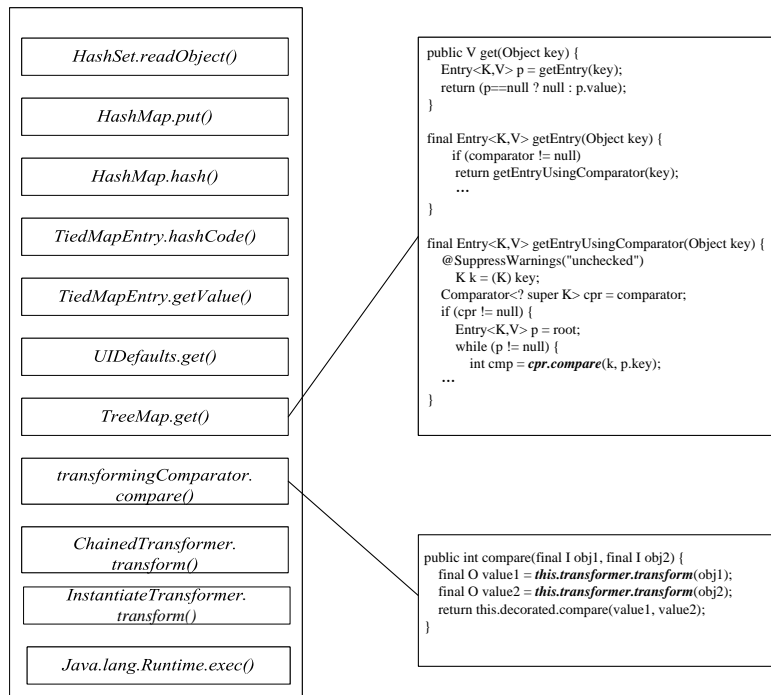 HashSet.readObject()
HashMap.put()
HashMap.hash()
TiedMapEntry.hashCode()
TiedMapEntry.getValue()
UIDefaults.get()
TreeMap.get()
transformingComparator.
compare()
ChainedTransformer.
transform()
InstantiateTransformer.
transform()
Java.lang.Runtime.exec()
public V get(Object key) {
Entry<K,V> p = getEntry(key);
return (p==null ? null : p.value);
}
final Entry<K,V> getEntry(Object key) {
if (comparator != null)
return getEntryUsingComparator(key);
...
}
final Entry<K,V> getEntryUsingComparator(Object key) {
@SuppressWarnings("unchecked")
K k = (K) key;
Comparator<? super K> cpr = comparator;
if (cpr != null) {
Entry<K,V> p = root;
while (p != null) {
int cmp = cpr.compare(k, p.key);
...
}
public int compare(final I obj1, final I obj2) {
final O value1 = this.transformer.transform(obj1);
final O value2 = this.transformer.transform(obj2);
return this.decorated.compare(value1, value2);
}